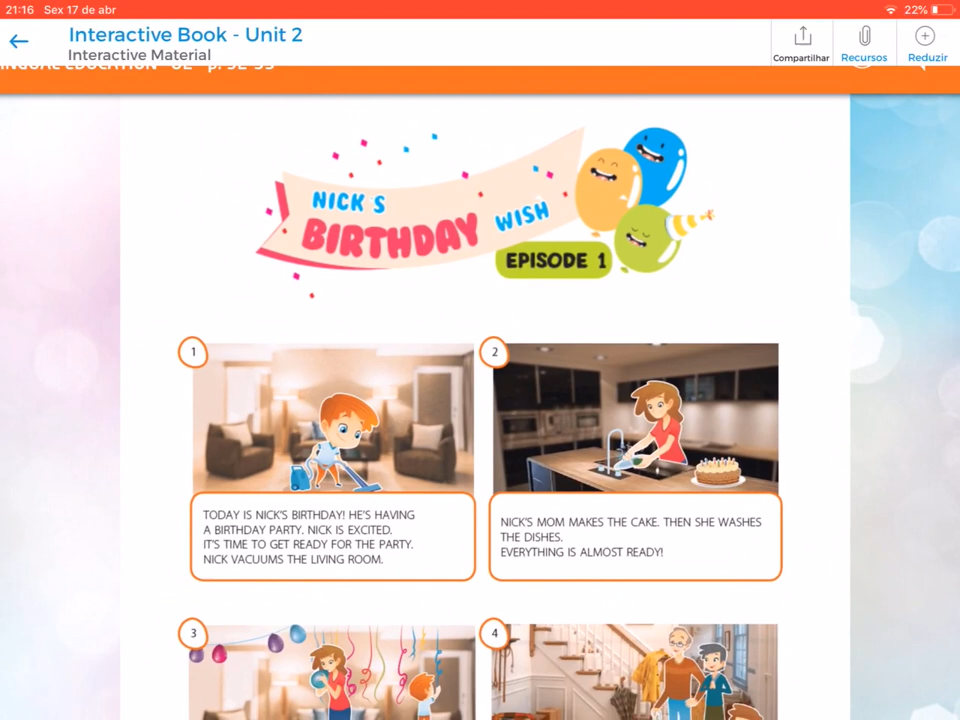 21:16 Sex 17 de abr
22%
Interactive Book - Unit 2
Interactive Material
Compartilhar
Recursos
Reduzir
NICK'S
BIRTHDAY
WISH
EPISODE 1
1
TODAY IS NICK'S BIRTHDAY! HE'S HAVING
A BIRTHDAY PARTY. NICK IS EXCITED.
IT'S TIME TO GET READY FOR THE PARTY.
NICK VACUUMS THE LIVING ROOM.
2
NICK'S MOM MAKES THE CAKE. THEN SHE WASHES
THE DISHES.
EVERYTHING IS ALMOST READY!
3
4